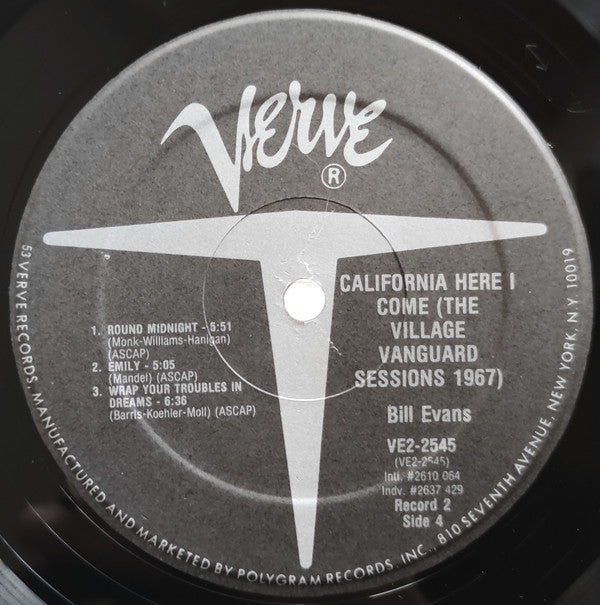 Verve
®
CALIFORNIA HERE I
COME (THE
VILLAGE
VANGUARD
SESSIONS 1967)
Bill Evans
VE2-2545
(VE2-2545)
Intl. #2610 064
Indv. #2637 429
Record 2
Side 4
1. ROUND MIDNIGHT - 5:51
(Monk-Williams-Hanigan)
(ASCAP)
2. EMILY - 5:05
(Mandel) (ASCAP)
3. WRAP YOUR TROUBLES IN
DREAMS - 6:36
(Barris-Koehler-Moll) (ASCAP)
53 VERVE RECORDS. MANUFACTURED AND MARKETED BY POLYGRAM RECORDS, INC., 810 SEVENTH AVENUE, NEW YORK, N.Y. 10019